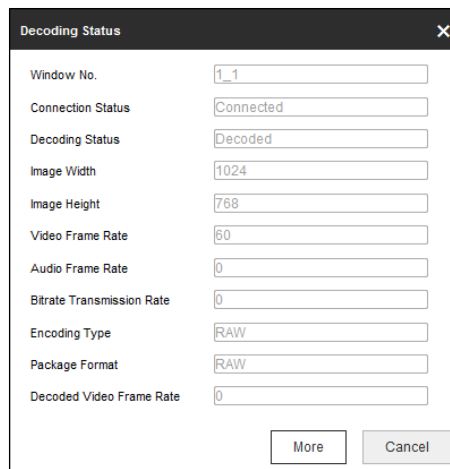 Decoding Status
Window No. 1_1
Connection Status Connected
Decoding Status Decoded
Image Width 1024
Image Height 768
Video Frame Rate 60
Audio Frame Rate 0
Bitrate Transmission Rate 0
Encoding Type RAW
Package Format RAW
Decoded Video Frame Rate 0
More Cancel